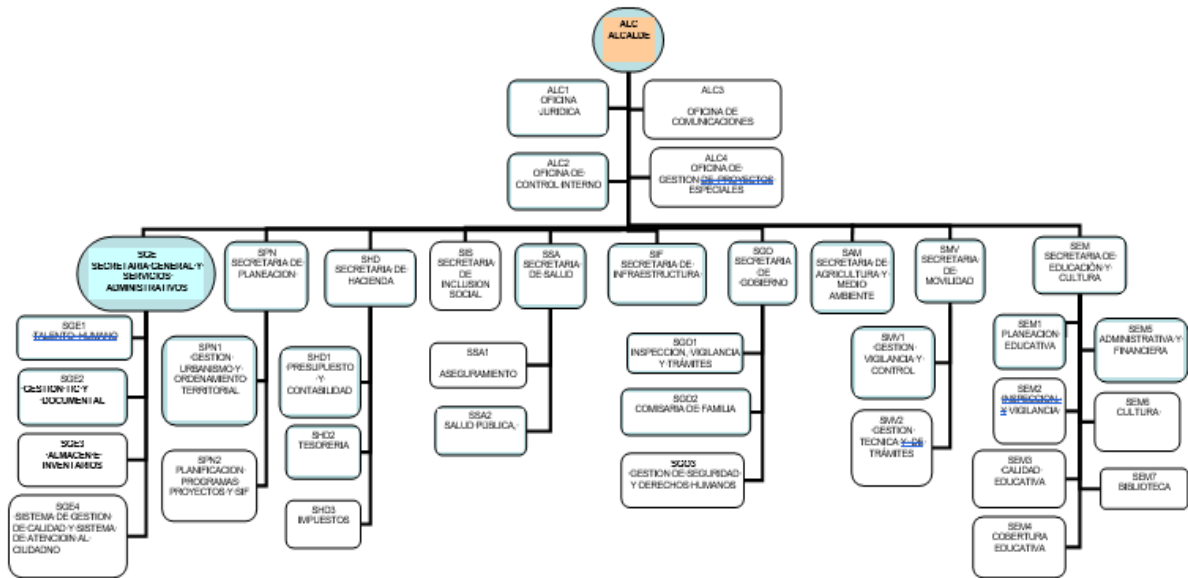 ALC
ALCALDE
ALC1
OFICINA
JURIDICA
ALC3
OFICINA DE
COMUNICACIONES
ALC2
OFICINA DE
CONTROL INTERNO
ALC4
OFICINA DE
GESTION DE PROYECTOS
ESPECIALES
SGE
SECRETARIA GENERAL Y
SERVICIOS
ADMINISTRATIVOS
SPN
SECRETARIA DE
PLANEACION
SHD
SECRETARIA DE
HACIENDA
SIS
SECRETARIA
DE
INCLUSION
SOCIAL
SSA
SECRETARIA
DE SALUD
SIF
SECRETARIA DE
INFRAESTRUCTURA
SGO
SECRETARIA
DE
GOBIERNO
SAM
SECRETARIA DE
AGRICULTURA Y
MEDIO
AMBIENTE
SMV
SECRETARIA
DE
MOVILIDAD
SEM
SECRETARIA DE
EDUCACIÓN Y
CULTURA
SGE1
TALENTO HUMANO
SGE2
GESTION TIC Y
DOCUMENTAL
SGE3
ALMACEN E
INVENTARIOS
SGE4
SISTEMA DE GESTION
DE CALIDAD Y SISTEMA
DE ATENCIOIN AL
CIUDADNO
SPN1
GESTION
URBANISMO Y
ORDENAMIENTO
TERRITORIAL
SPN2
PLANIFICACION
PROGRAMAS
PROYECTOS Y SIF
SHD1
PRESUPUESTO
Y
CONTABILIDAD
SHD2
TESORERIA
SHD3
IMPUESTOS
SSA1
ASEGURAMIENTO
SSA2
SALUD PÚBLICA,
SGO1
INSPECCION, VIGILANCIA
Y TRÁMITES
SGO2
COMISARIA DE FAMILIA
SGO3
GESTION DE SEGURIDAD
Y DERECHOS HUMANOS
SMV1
GESTION
VIGILANCIA Y
CONTROL
SMV2
GESTION
TECNICA Y DE
TRÁMITES
SEM1
PLANEACION
EDUCATIVA
SEM2
INSPECCION
Y VIGILANCIA
SEM3
CALIDAD
EDUCATIVA
SEM4
COBERTURA
EDUCATIVA
SEM5
ADMINISTRATIVA Y
FINANCIERA
SEM6
CULTURA
SEM7
BIBLIOTECA